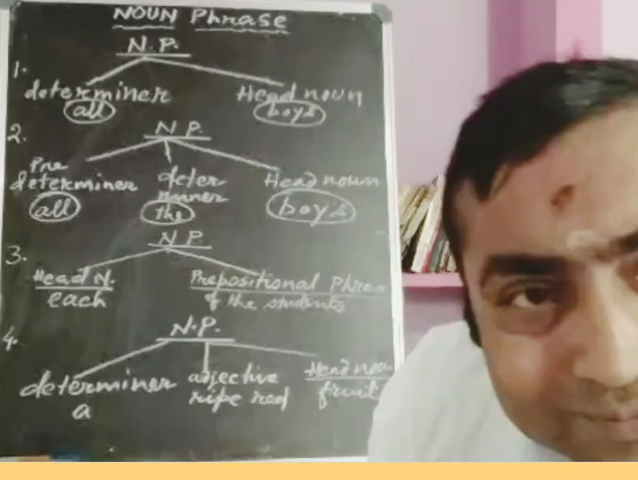 NOUN Phrase
1. N.P.
determiner Head noun
all boys
2. N P.
Pre determiner deter miner Head noun
all the boys
3. N P
Head N. Prepositional Phrase
each of the students
4. N.P.
determiner adjective Head noun
a ripe red fruit